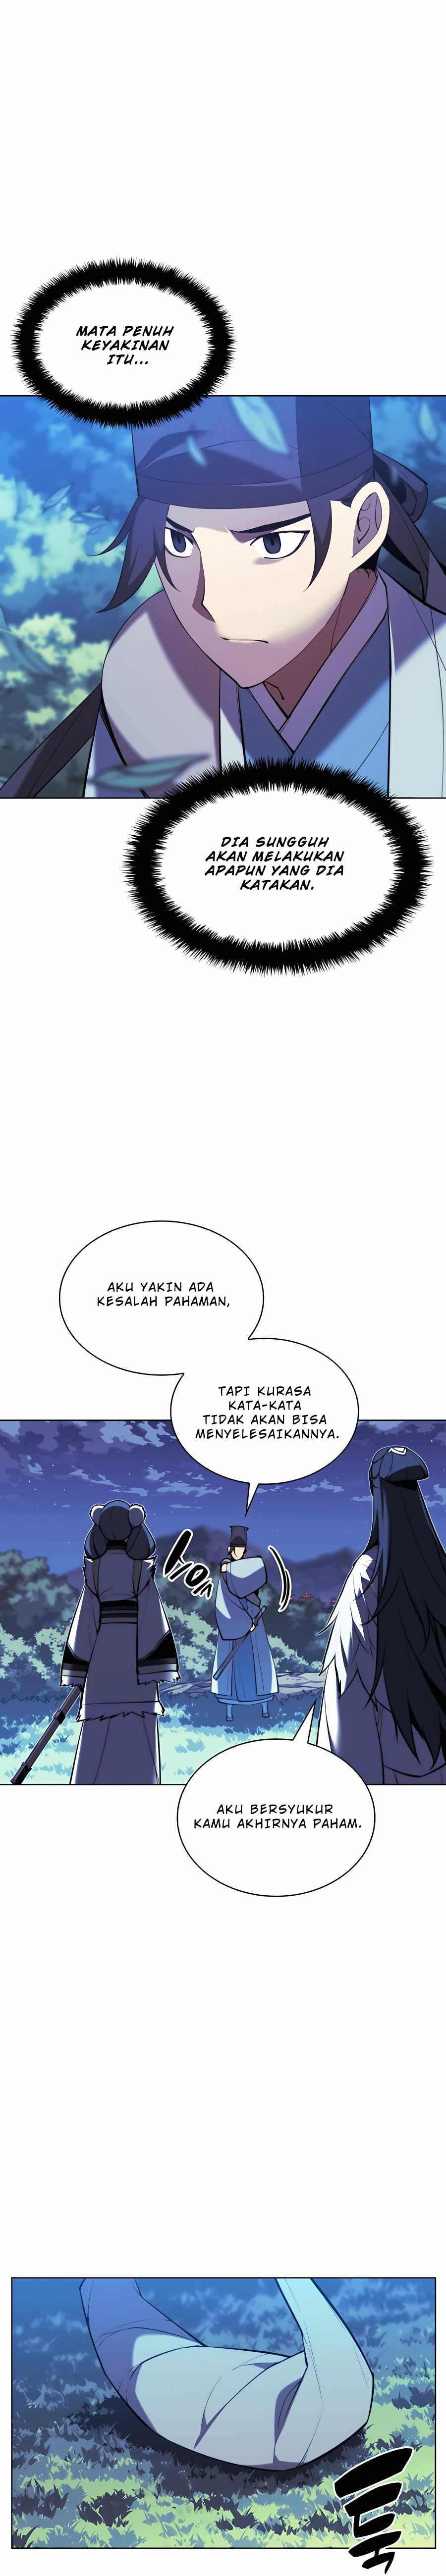 MATA PENUH
KEYAKINAN
ITU...
DIA SUNGGUH
AKAN MELAKUKAN
APAPUN YANG DIA
KATAKAN.
AKU YAKIN ADA
KESALAH PAHAMAN,
TAPI KURASA
KATA-KATA
TIDAK AKAN BISA
MENYELESAIKANNYA.
AKU BERSYUKUR
KAMU AKHIRNYA PAHAM.
툭